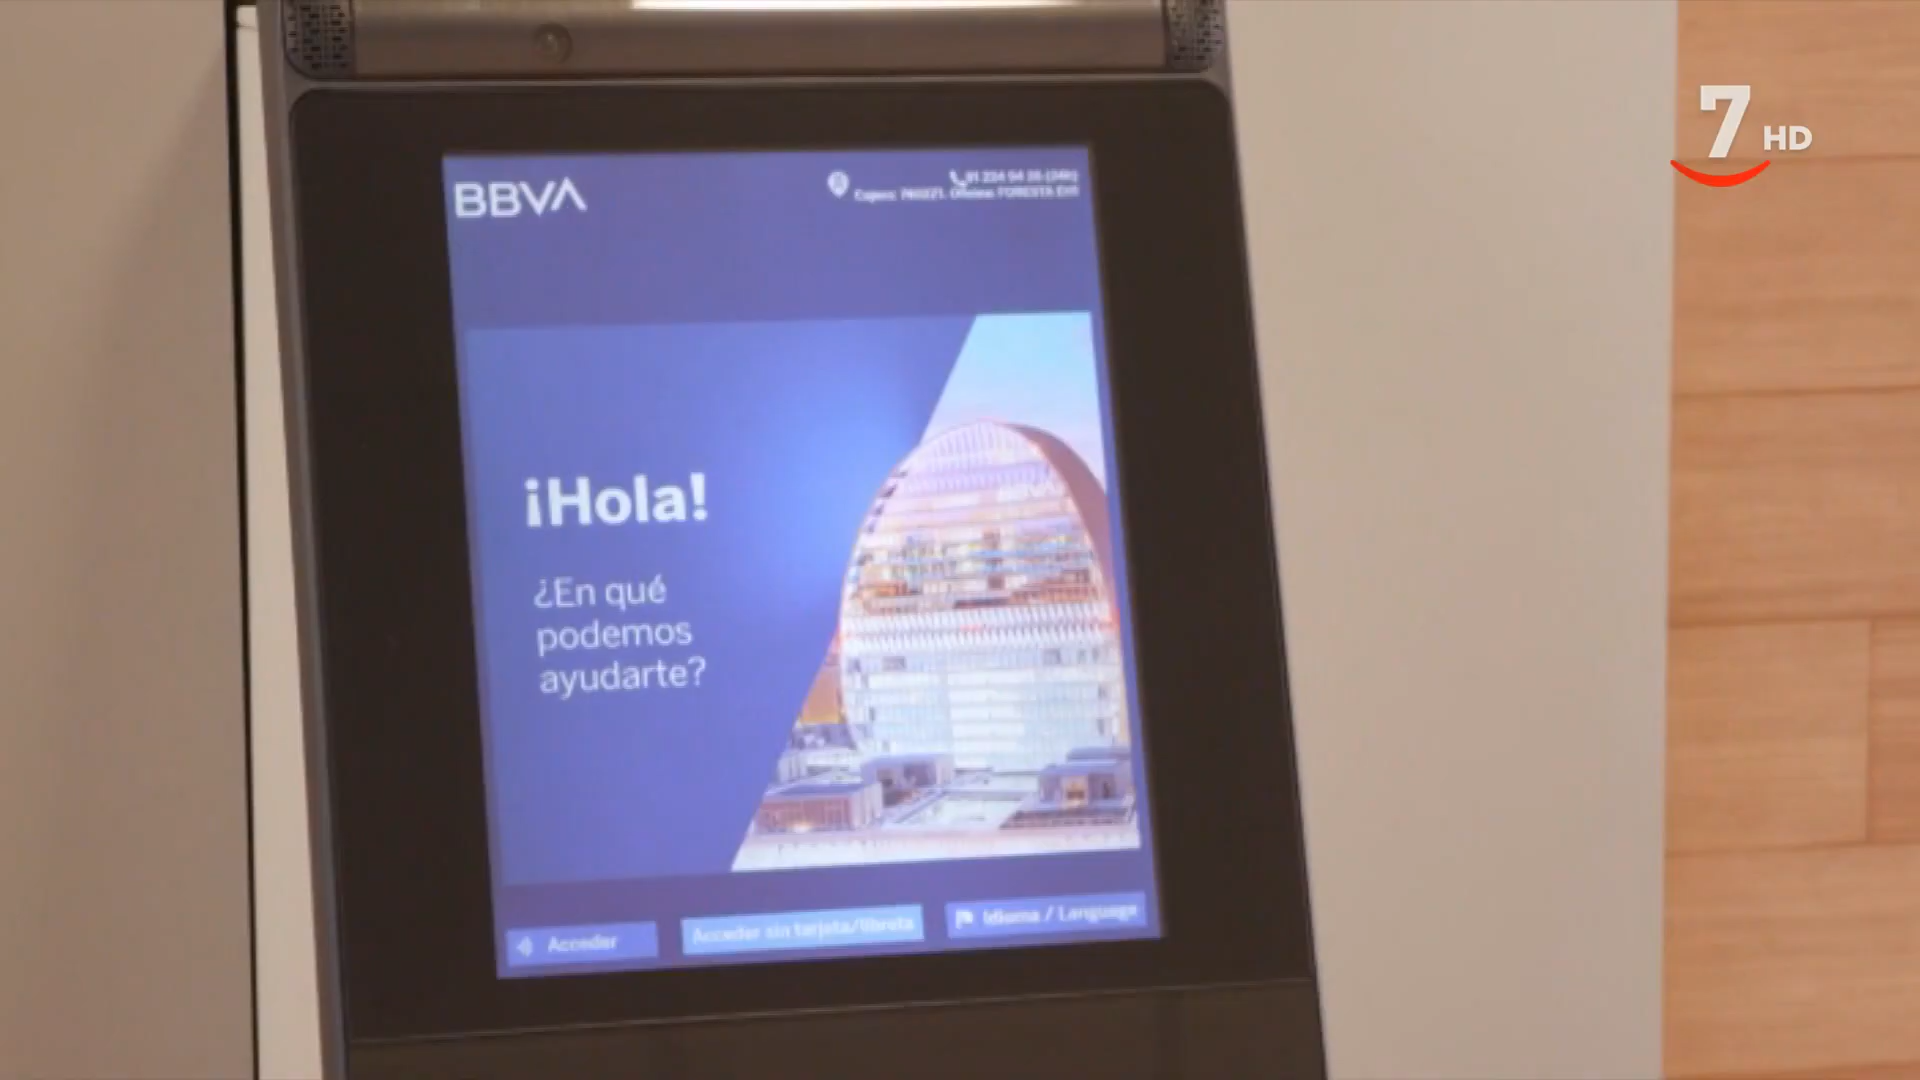 BBVA
¡Hola!
¿En qué
podemos
ayudarte?
Acceder
Acceder sin tarjeta/libreta
Idioma / Language
7 HD